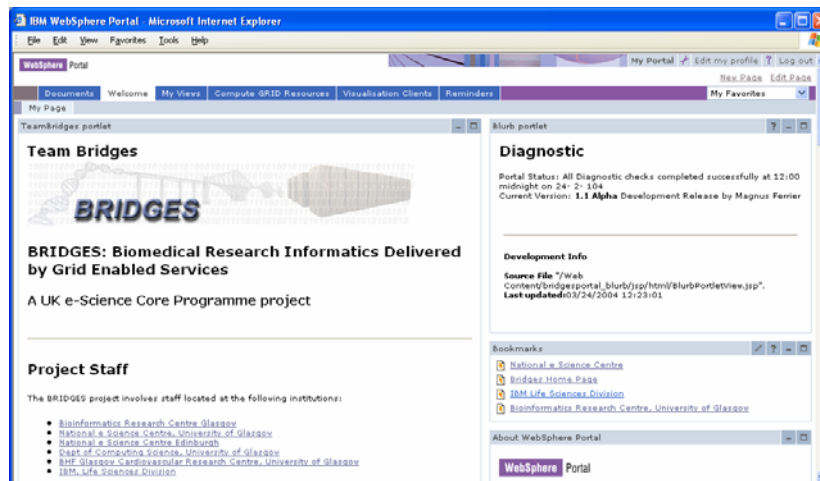 IBM WebSphere Portal - Microsoft Internet Explorer
File Edit View Favorites Tools Help
WebSphere Portal
My Portal Edit my profile ? Log out
New Page Edit Page
Documents Welcome My Views Compute GRID Resources Visualisation Clients Reminders
My Favorites
My Page
TeamBridges portlet
Team Bridges
BRIDGES
BRIDGES: Biomedical Research Informatics Delivered
by Grid Enabled Services
A UK e-Science Core Programme project
Project Staff
The BRIDGES project involves staff located at the following institutions:
Bioinformatics Research Centre Glasgow
National e Science Centre, University of Glasgow
National e Science Centre Edinburgh
Dept of Computing Science, University of Glasgow
BHF Glasgow Cardiovascular Research Centre, University of Glasgow
IBM, Life Sciences Division
Blurb portlet
?
Diagnostic
Portal Status: All Diagnostic checks completed successfully at 12:00
midnight on 24- 2- 104
Current Version: 1.1 Alpha Development Release by Magnus Ferrier
Development Info
Source File "/Web
Content/bridgesportal_blurb/jsp/html/BlurbPortletView.jsp".
Last updated:03/24/2004 12:23:01
Bookmarks
?
National e Science Centre
Bridges Home Page
IBM Life Sciences Division
Bioinformatics Research Centre, University of Glasgow
About WebSphere Portal
WebSphere Portal